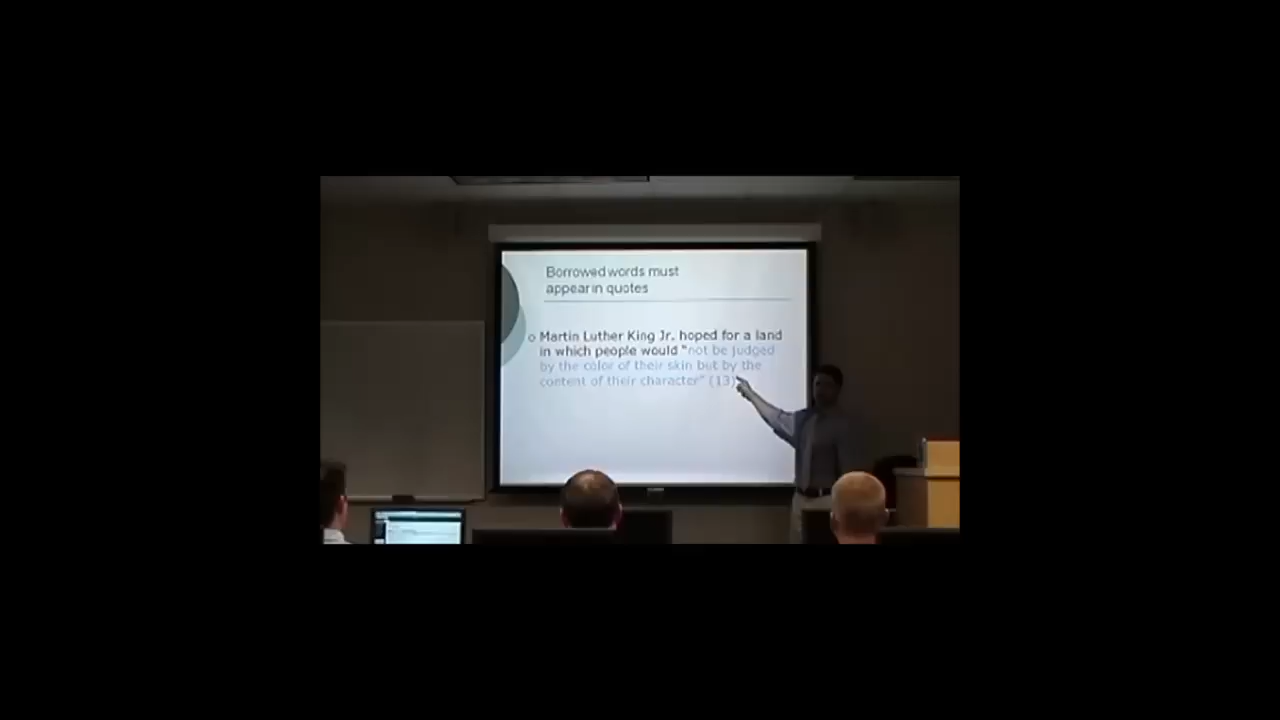 Borrowed words must
appear in quotes
Martin Luther King Jr. hoped for a land
in which people would "not be judged
by the color of their skin but by the
content of their character" (13)